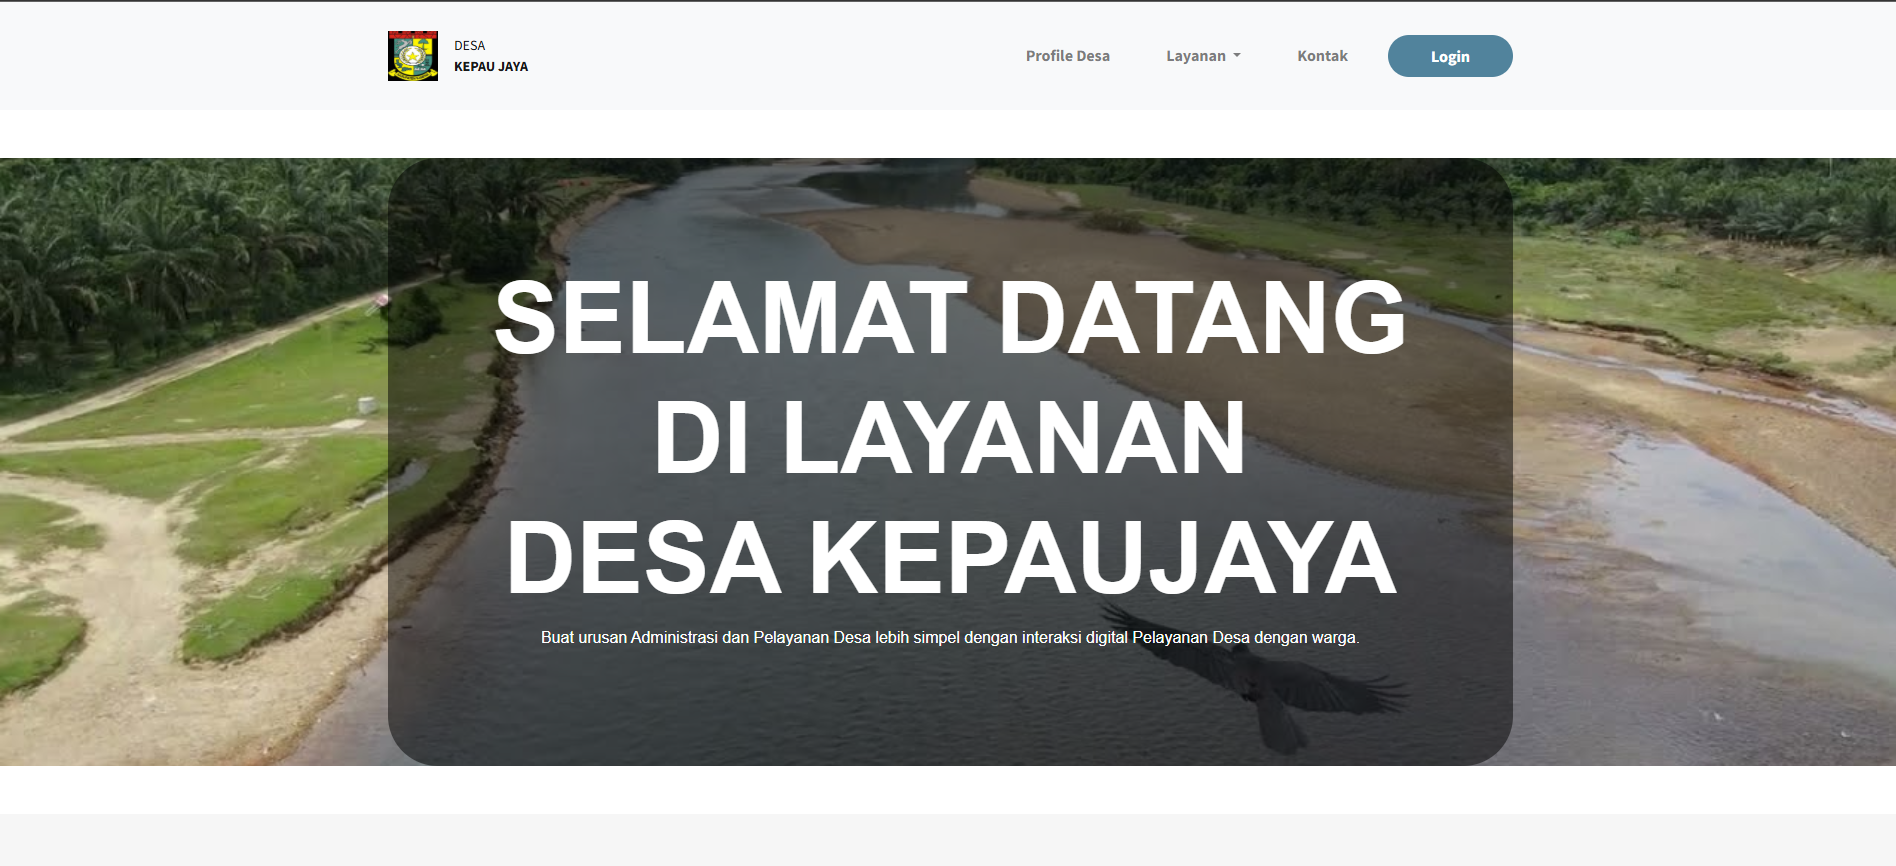 DESA
KEPAU JAYA
Profile Desa
Layanan
Kontak
Login
SELAMAT DATANG
DI LAYANAN
DESA KEPAUJAYA
Buat urusan Administrasi dan Pelayanan Desa lebih simpel dengan interaksi digital Pelayanan Desa dengan warga.